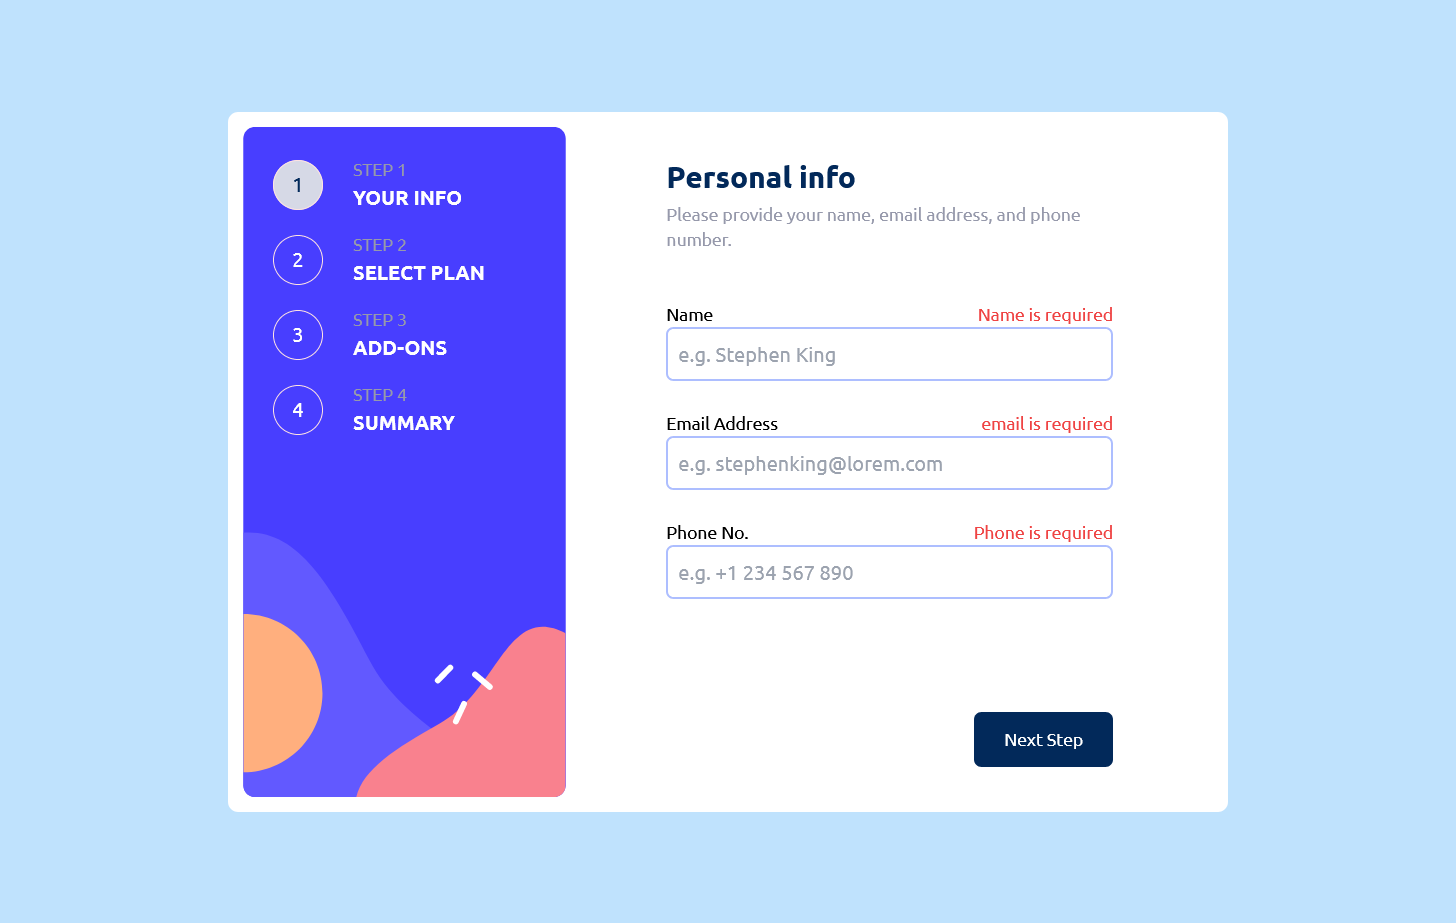 1
STEP 1
YOUR INFO
2
STEP 2
SELECT PLAN
3
STEP 3
ADD-ONS
4
STEP 4
SUMMARY
Personal info
Please provide your name, email address, and phone
number.
Name
Name is required
e.g. Stephen King
Email Address
email is required
e.g. stephenking@lorem.com
Phone No.
Phone is required
e.g. +1 234 567 890
Next Step